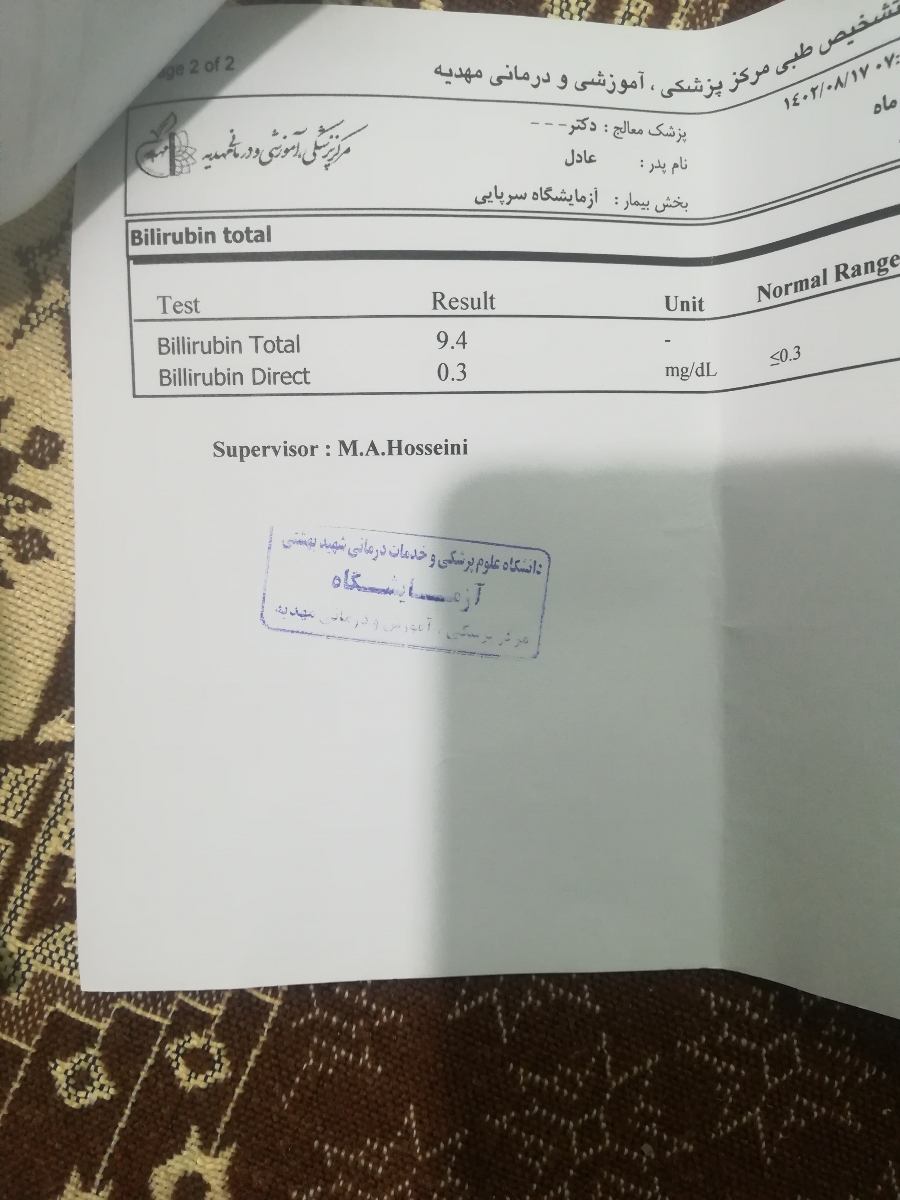 Page 2 of 2
تشخیص طبی مرکز پزشکی ، آموزشی و درمانی مهدیه
۱۴۰۲/۰۸/۱۷ ۰۷:
ماه
مرکز پزشکی، آموزشی و درمانی مهدیه
پزشک معالج : دکتر - - -
نام پدر : عادل
بخش بیمار : آزمایشگاه سرپایی
Bilirubin total
Test Result Unit Normal Range
Billirubin Total 9.4 -
Billirubin Direct 0.3 mg/dL ≤0.3
Supervisor : M.A.Hosseini
دانشگاه علوم پزشکی و خدمات درمانی شهید بهشتی
آزمـــایشـــگاه
مرکز پزشکی ، آموزشی و درمانی مهدیه